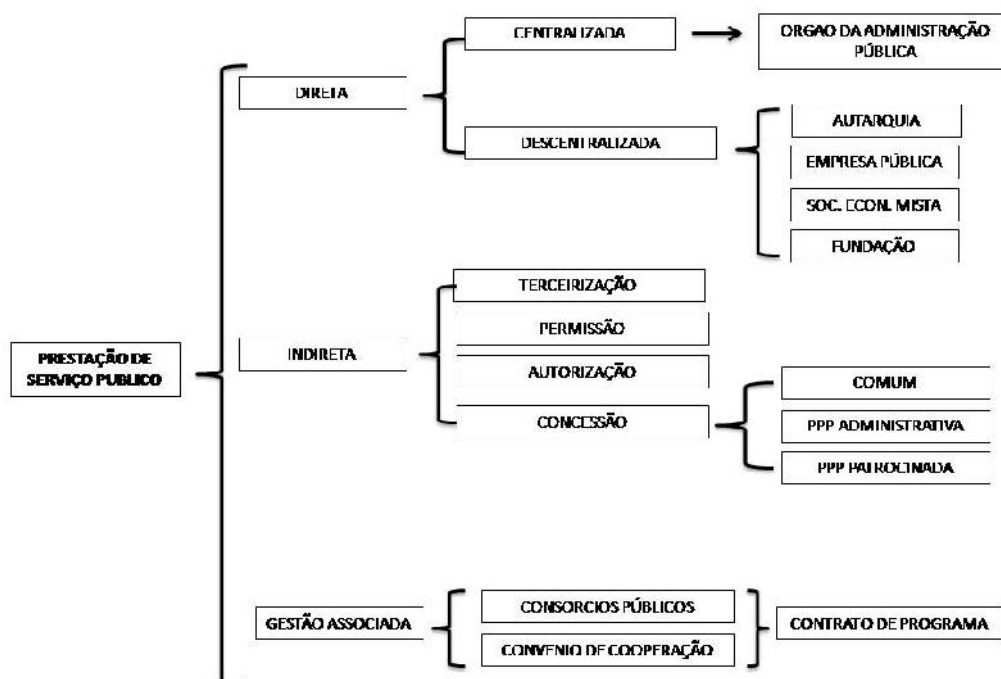 CENTRALIZADA
ORGAO DA ADMINISTRAÇÃO
PÚBLICA
DIRETA
DESCENTRALIZADA
AUTARQUIA
EMPRESA PÚBLICA
SOC. ECON. MISTA
FUNDAÇÃO
PRESTAÇÃO DE
SERVIÇO PUBLICO
INDIRETA
TERCEIRIZAÇÃO
PERMISSÃO
AUTORIZAÇÃO
CONCESSÃO
COMUM
PPP ADMINISTRATIVA
PPP PATROCINADA
GESTÃO ASSOCIADA
CONSORCIOS PÚBLICOS
CONVENIO DE COOPERAÇÃO
CONTRATO DE PROGRAMA